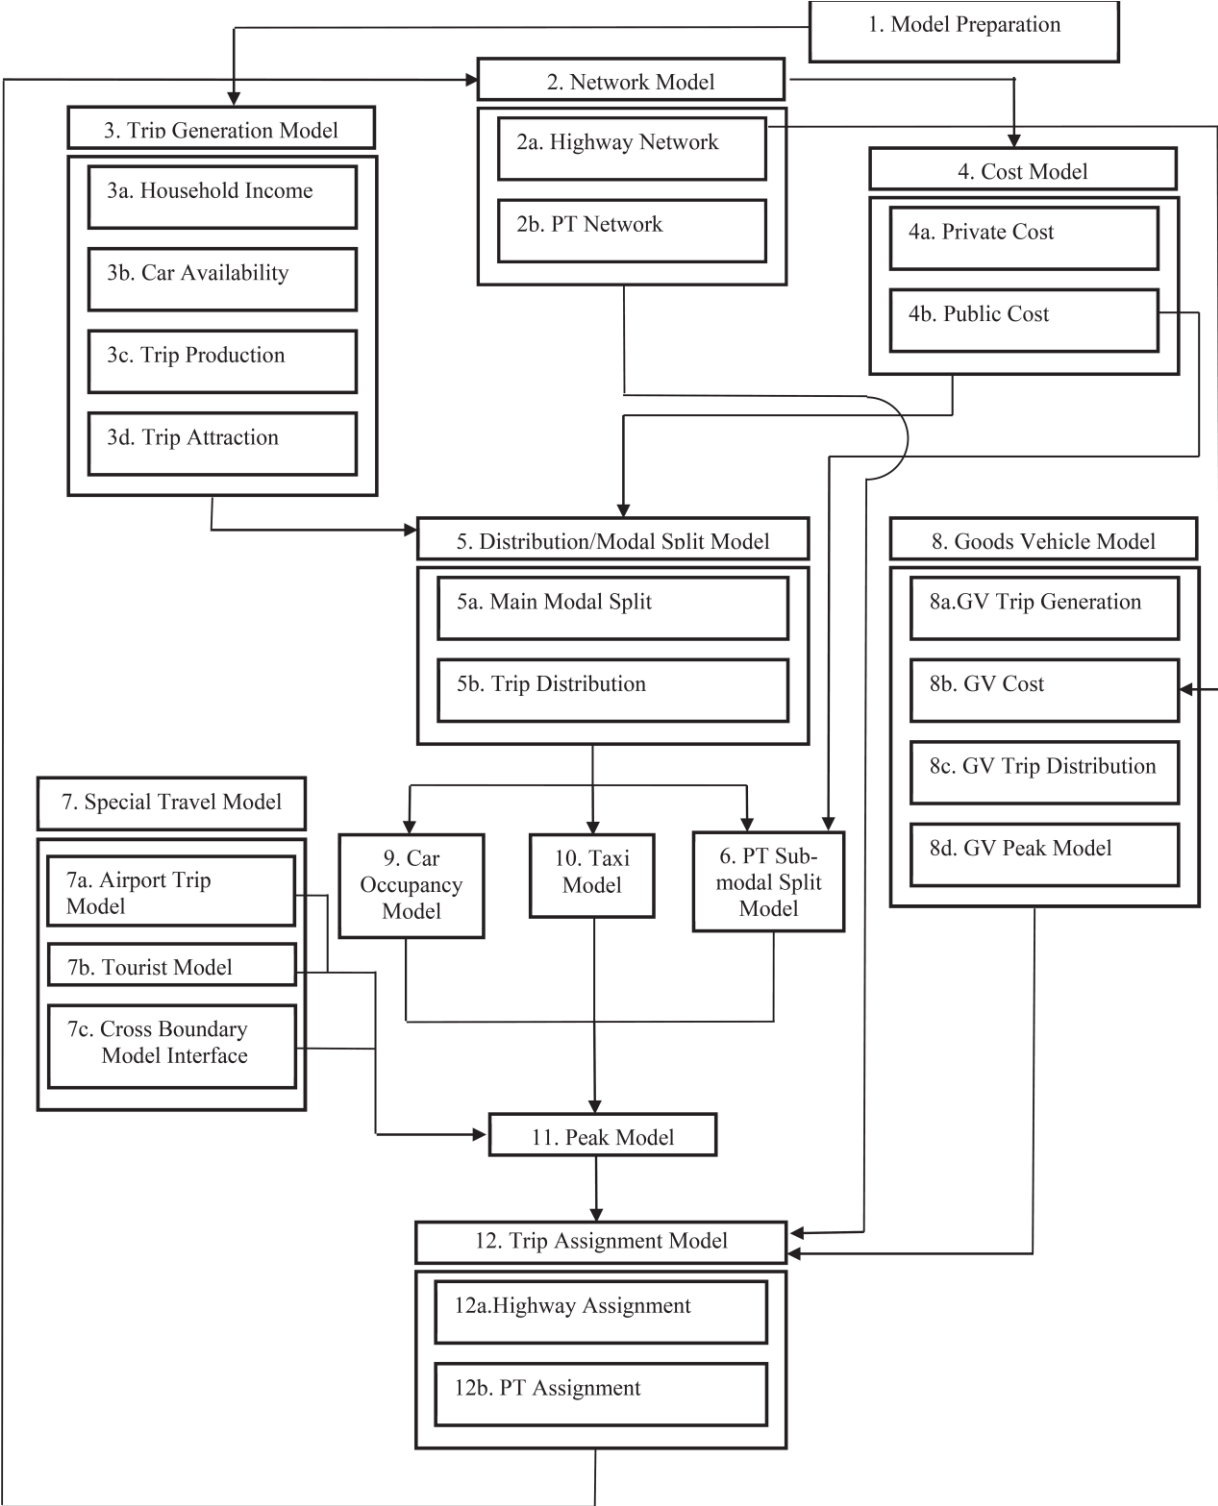 1. Model Preparation
2. Network Model
2a. Highway Network
2b. PT Network
3. Trip Generation Model
3a. Household Income
3b. Car Availability
3c. Trip Production
3d. Trip Attraction
4. Cost Model
4a. Private Cost
4b. Public Cost
5. Distribution/Modal Split Model
5a. Main Modal Split
5b. Trip Distribution
8. Goods Vehicle Model
8a.GV Trip Generation
8b. GV Cost
8c. GV Trip Distribution
8d. GV Peak Model
7. Special Travel Model
7a. Airport Trip
Model
7b. Tourist Model
7c. Cross Boundary
Model Interface
9. Car
Occupancy
Model
10. Taxi
Model
6. PT Sub-
modal Split
Model
11. Peak Model
12. Trip Assignment Model
12a.Highway Assignment
12b. PT Assignment